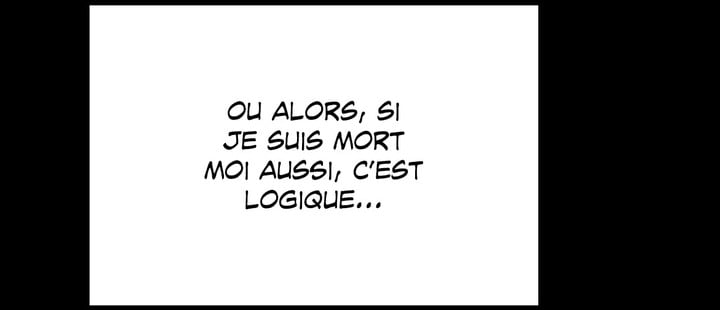 OU ALORS, SI
JE SUIS MORT
MOI AUSSI, C'EST
LOGIQUE...